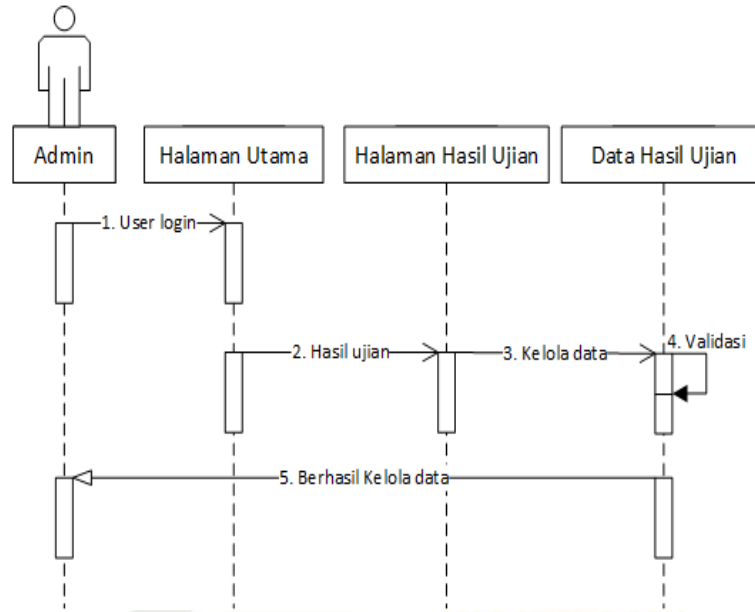 Admin
Halaman Utama
Halaman Hasil Ujian
Data Hasil Ujian
1. User login
2. Hasil ujian
3. Kelola data
4. Validasi
5. Berhasil Kelola data